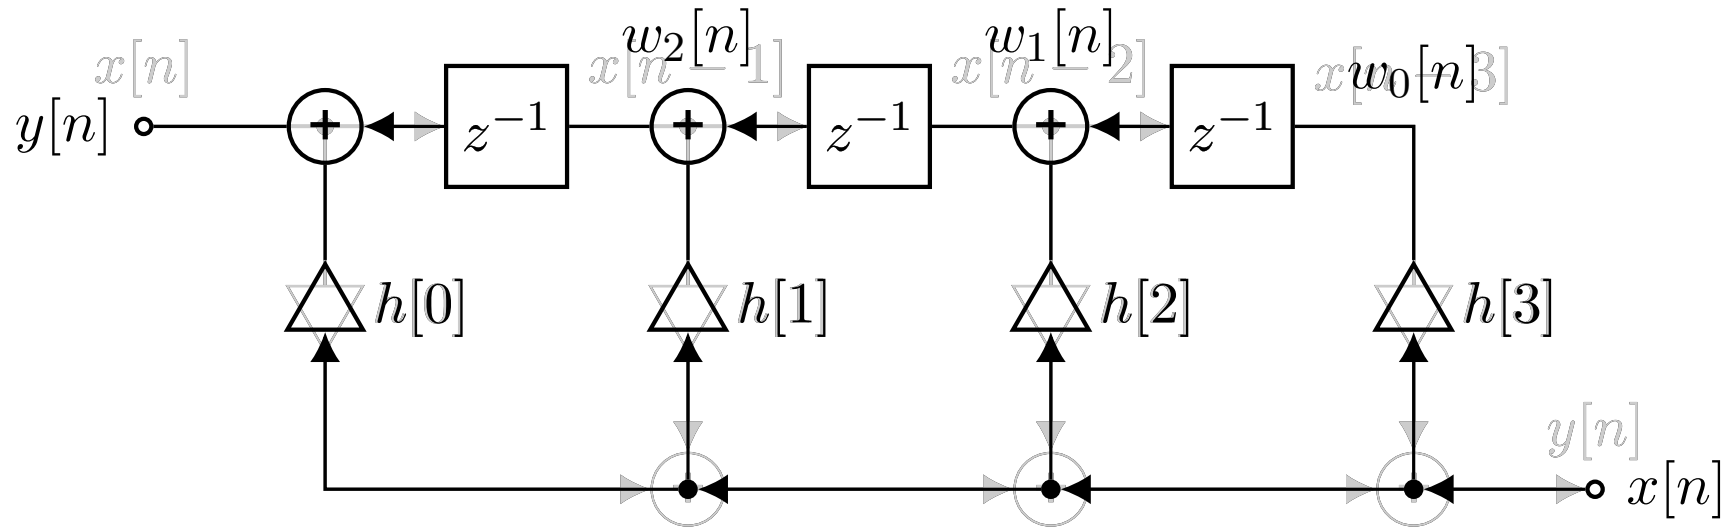 x[n] x[n − 1] w₂[n] x[n − 2] w₁[n] x[n − 3] w₀[n]
y[n] + z⁻¹ + z⁻¹ + z⁻¹
h[0] h[1] h[2] h[3]
y[n]
x[n]